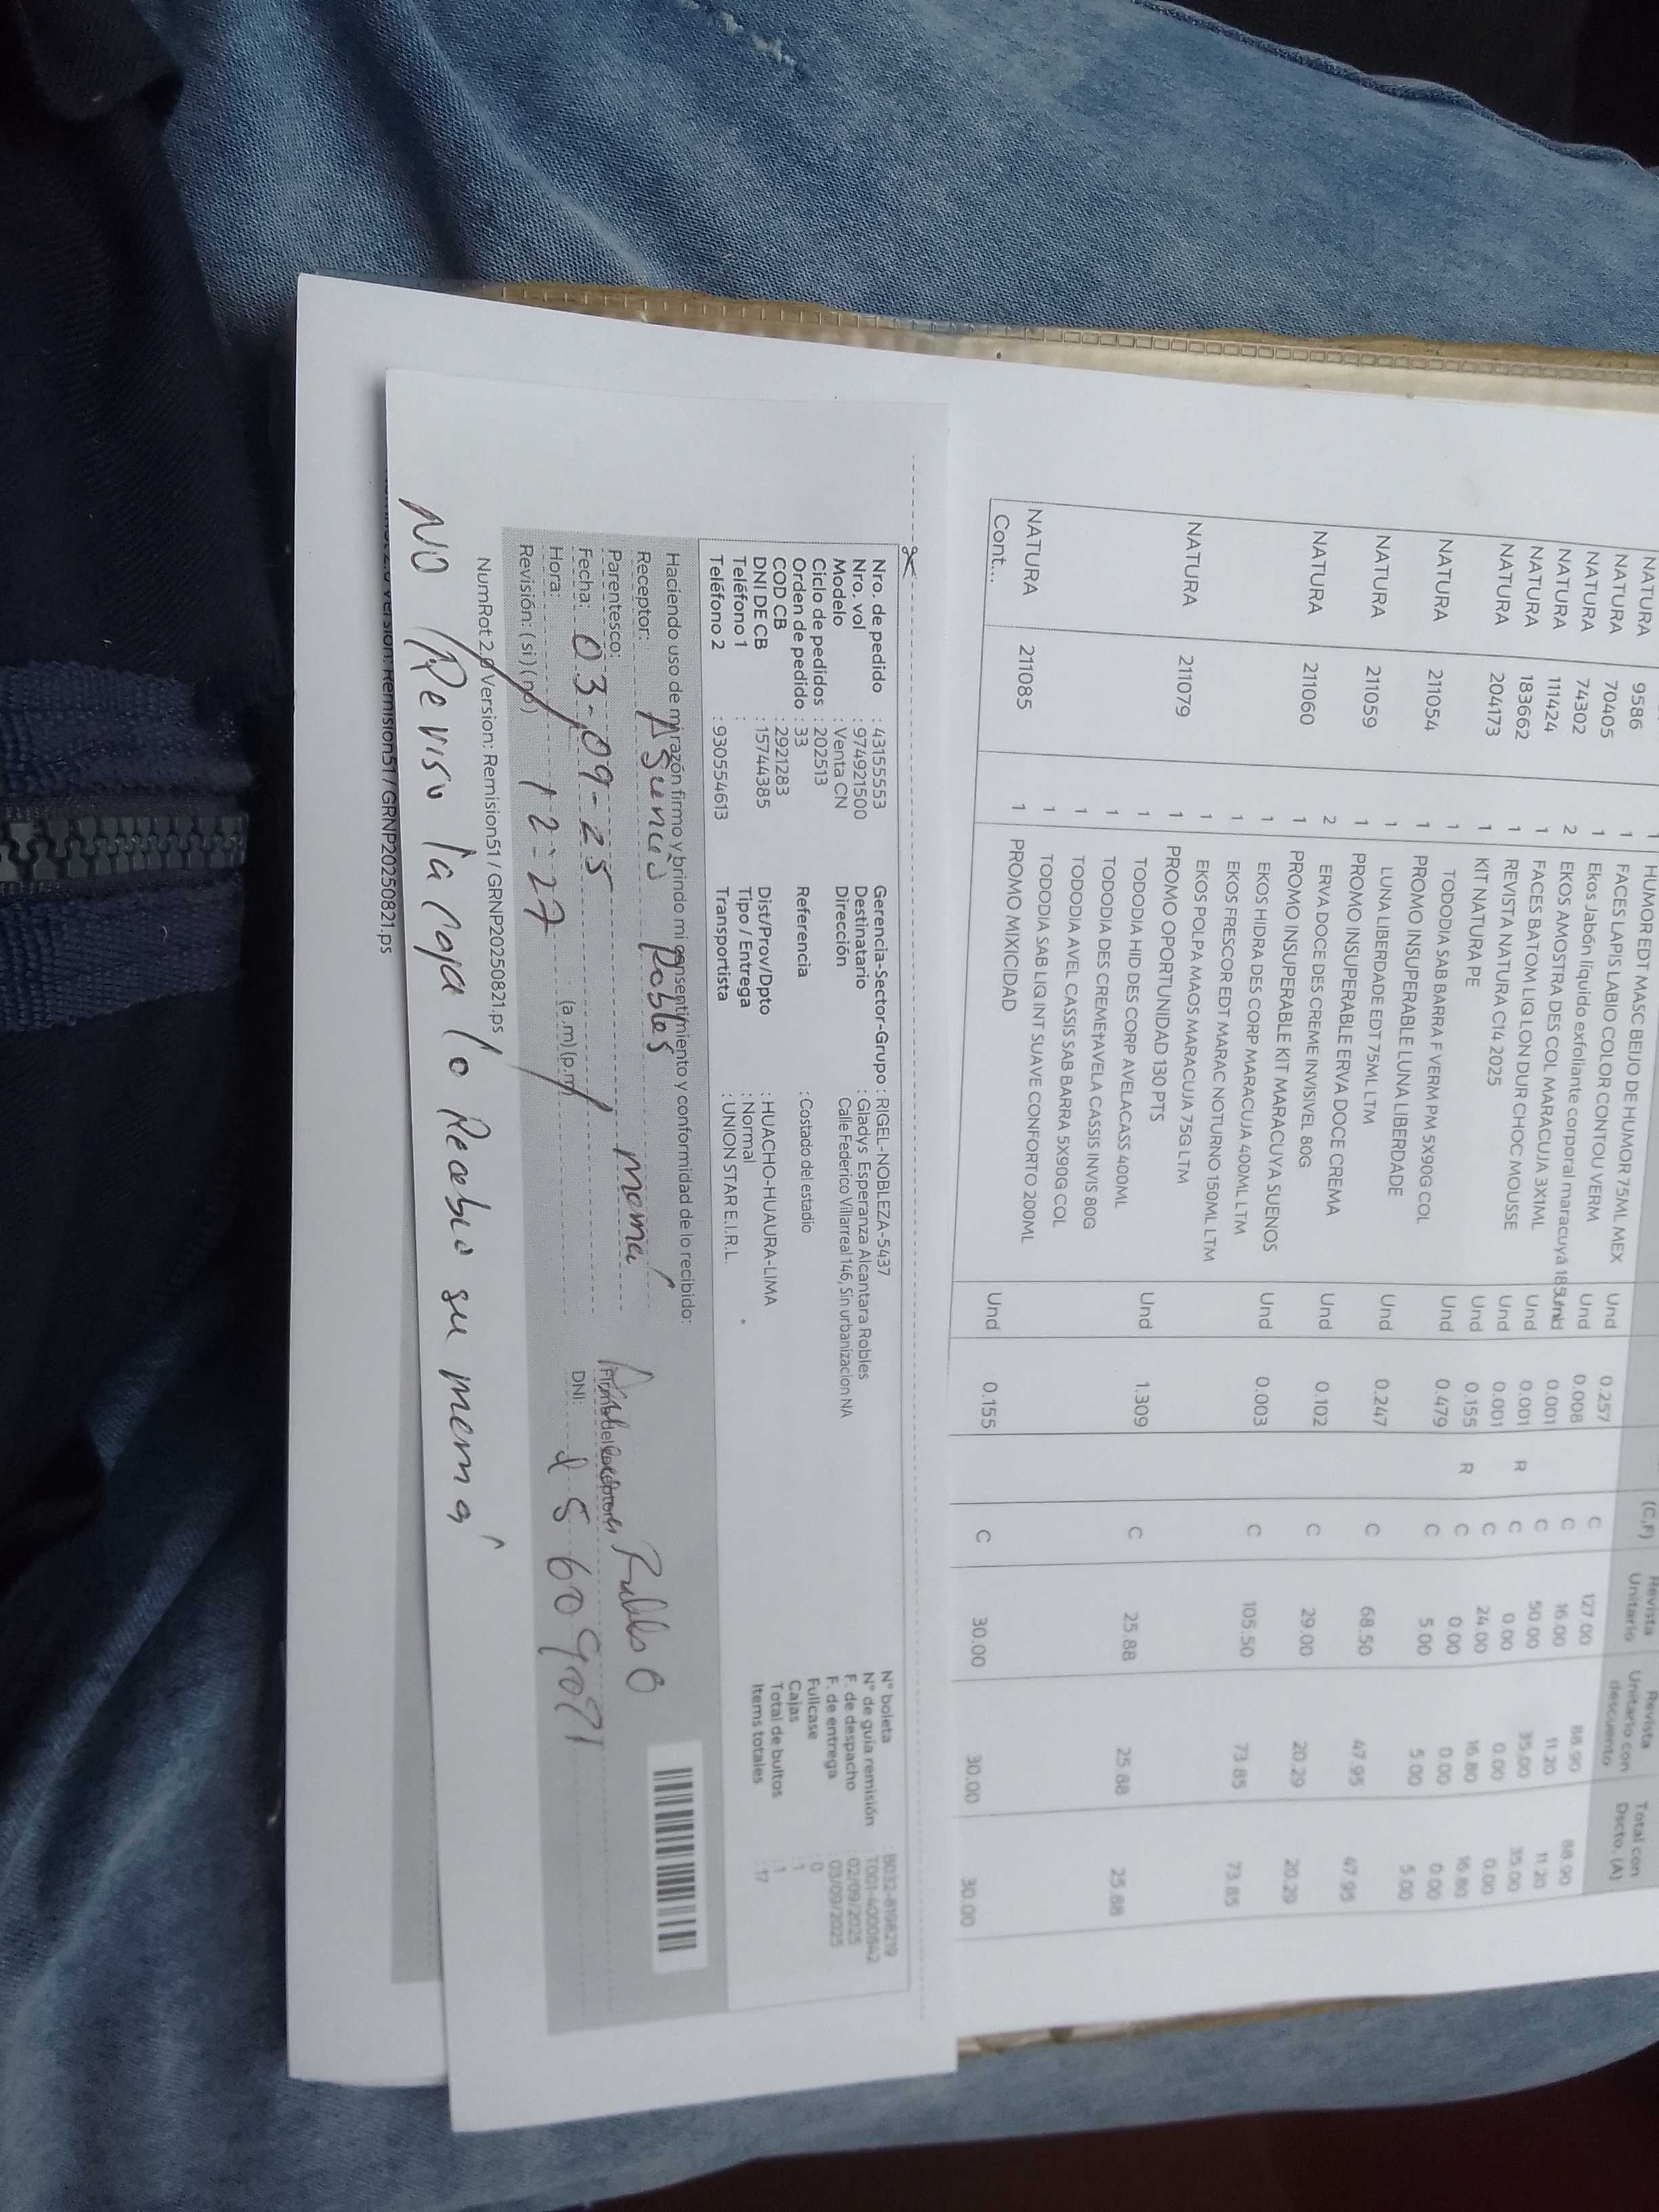 (C,F) Revista Unitario Revista Unitario con descuento Total con Dscto. (A)
NATURA 9586 1 HUMOR EDT MASC BEIJO DE HUMOR 75ML MEX Und 0.257 C 127.00 88.90 88.90
NATURA 70405 1 FACES LAPIS LABIO COLOR CONTOU VERM Und 0.008 C 16.00 11.20 11.20
NATURA 74302 1 Ekos Jabón líquido exfoliante corporal maracuyá 185 Und 0.001 C 50.00 35.00 35.00
NATURA 111424 2 EKOS AMOSTRA DES COL MARACUJA 3X1ML Und 0.001 R C 0.00 0.00 0.00
NATURA 183662 1 FACES BATOM LIQ LON DUR CHOC MOUSSE Und 0.001 C 24.00 16.80 16.80
NATURA 204173 1 REVISTA NATURA C14 2025 Und 0.155 R C 0.00 0.00 0.00
NATURA 211054 1 KIT NATURA PE Und 0.479 C 5.00 5.00 5.00
1 TODODIA SAB BARRA F VERM PM 5X90G COL
NATURA 211059 1 PROMO INSUPERABLE LUNA LIBERDADE Und 0.247 C 68.50 47.95 47.95
1 LUNA LIBERDADE EDT 75ML LTM
NATURA 211060 1 PROMO INSUPERABLE ERVA DOCE CREMA Und 0.102 C 29.00 20.29 20.29
2 ERVA DOCE DES CREME INVISIVEL 80G
1 PROMO INSUPERABLE KIT MARACUYA SUENOS Und 0.003 C 105.50 73.85 73.85
1 EKOS HIDRA DES CORP MARACUJA 400ML LTM
1 EKOS FRESCOR EDT MARAC NOTURNO 150ML LTM
1 EKOS POLPA MAOS MARACUJA 75G LTM
NATURA 211079 1 PROMO OPORTUNIDAD 130 PTS Und 1.309 C 25.88 25.88 25.88
1 TODODIA HID DES CORP AVELACASS 400ML
1 TODODIA DES CREME†AVELA CASSIS INVIS 80G
1 TODODIA AVEL CASSIS SAB BARRA 5X90G COL
1 TODODIA SAB LIQ INT SUAVE CONFORTO 200ML
NATURA 211085 1 PROMO MIXICIDAD Und 0.155 C 30.00 30.00 30.00
Cont...
Nro. de pedido : 43155553 Gerencia-Sector-Grupo : RIGEL-NOBLEZA-5437 N° boleta : B032-8198219
Nro. vol : 974921500 Destinatario : Gladys Esperanza Alcantara Robles N° de guía remisión : T001-4000842
Modelo : Venta CN Dirección Calle Federico Villarreal 146, Sin urbanizacion NA F. de despacho : 02/09/2025
Ciclo de pedidos : 202513 F. de entrega : 03/09/2025
Orden de pedido : 33 Referencia : Costado del estadio Fullcase : 0
COD CB : 2921283 Cajas : 1
DNI DE CB : 15744385 Dist/Prov/Dpto : HUACHO-HUAURA-LIMA Total de bultos : 1
Teléfono 1 : Tipo / Entrega : Normal Items totales : 17
Teléfono 2 : 930554613 Transportista : UNION STAR E.I.R.L.
Haciendo uso de mi razón firmo y brindo mi consentimiento y conformidad de lo recibido:
Receptor: Robles
Parentesco: mamá
Fecha: 03-09-25 DNI: 15609071
Hora: 12:27 (a.m) (p.m)
Revisión: (si) (no)
NumRot 2.0 Version: Remision51 / GRNP20250821.ps
NO Reviso la caja lo Recibio su mamá
Version: Remision51 / GRNP20250821.ps